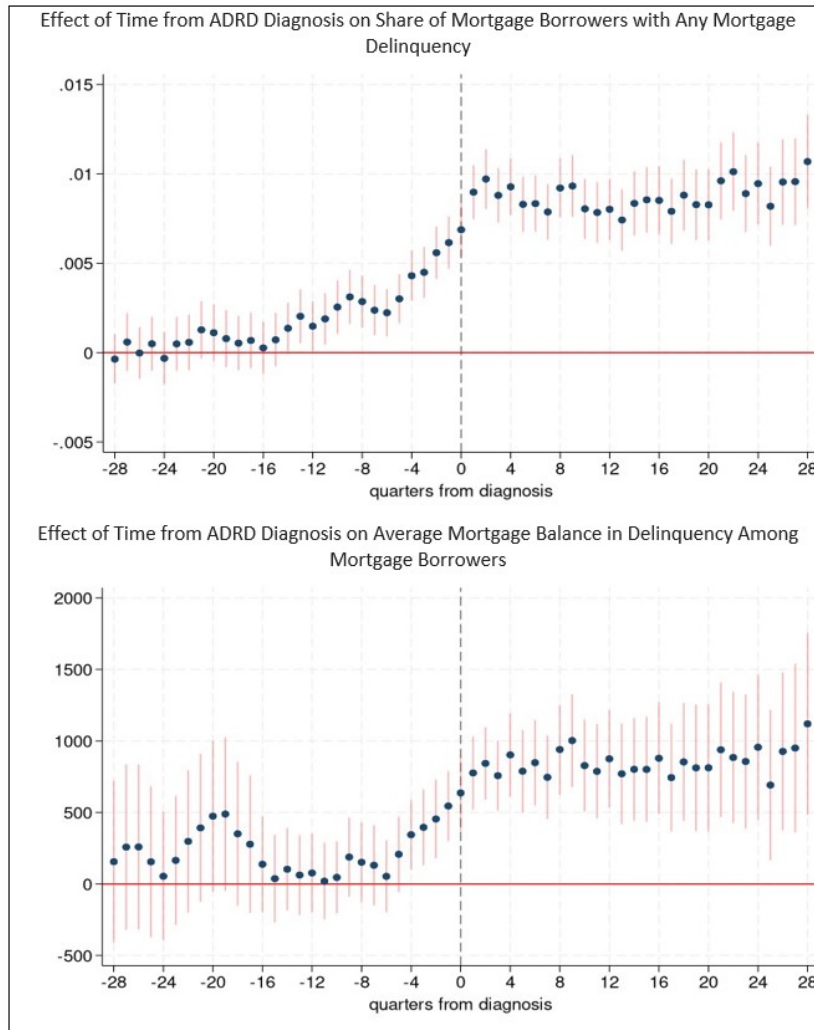 Effect of Time from ADRD Diagnosis on Share of Mortgage Borrowers with Any Mortgage
Delinquency
.015
.01
.005
0
-.005
-28 -24 -20 -16 -12 -8 -4 0 4 8 12 16 20 24 28
quarters from diagnosis
Effect of Time from ADRD Diagnosis on Average Mortgage Balance in Delinquency Among
Mortgage Borrowers
2000
1500
1000
500
0
-500
-28 -24 -20 -16 -12 -8 -4 0 4 8 12 16 20 24 28
quarters from diagnosis